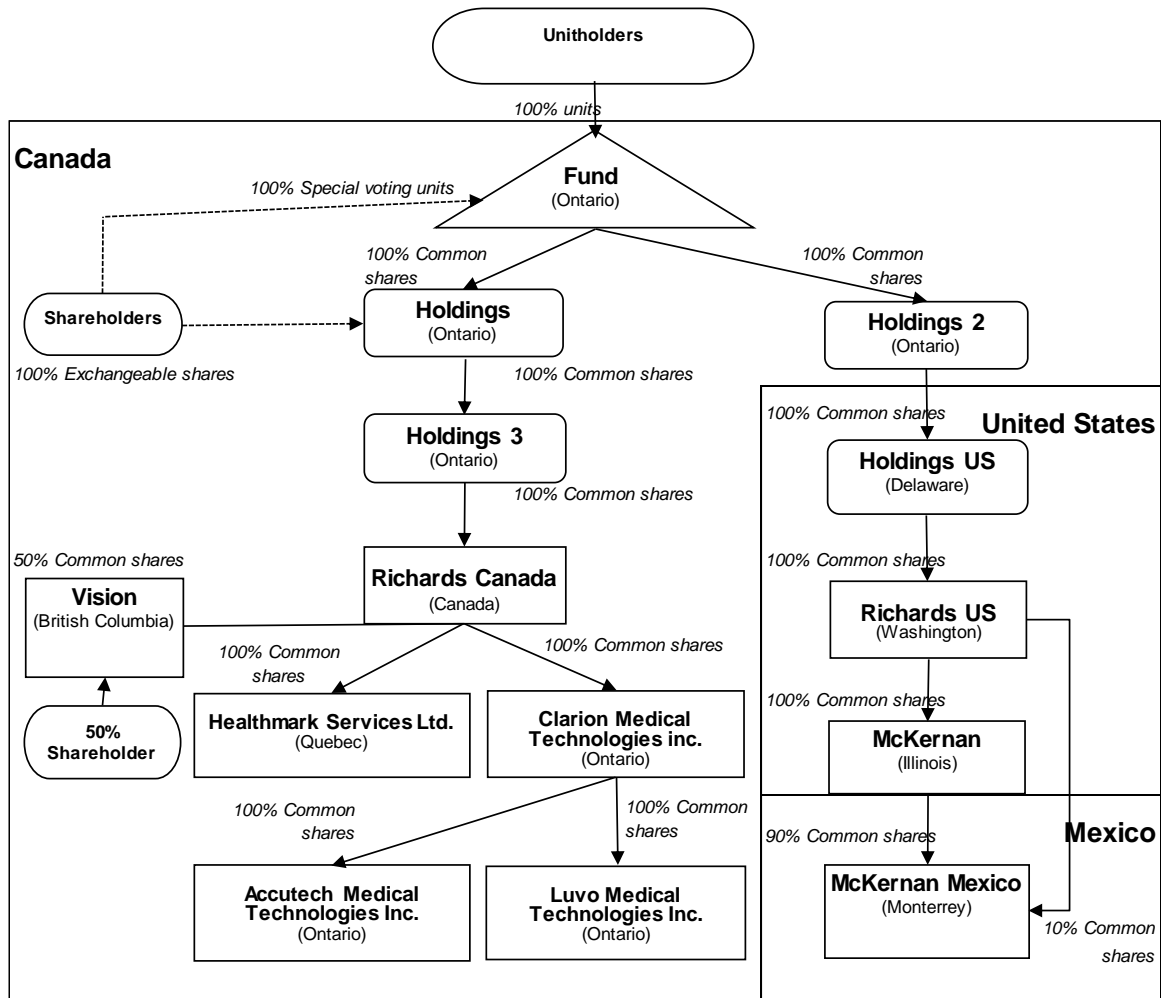 Unitholders
100% units
Canada
Fund
(Ontario)
100% Special voting units
100% Common
shares
100% Common
shares
Shareholders
Holdings
(Ontario)
Holdings 2
(Ontario)
100% Exchangeable shares
100% Common shares
100% Common shares
United States
Holdings 3
(Ontario)
Holdings US
(Delaware)
100% Common shares
50% Common shares
100% Common shares
Vision
(British Columbia)
Richards Canada
(Canada)
Richards US
(Washington)
100% Common
shares
100% Common shares
100% Common shares
50%
Shareholder
Healthmark Services Ltd.
(Quebec)
Clarion Medical
Technologies inc.
(Ontario)
McKernan
(Illinois)
100% Common
shares
100% Common
shares
90% Common shares
Mexico
Accutech Medical
Technologies Inc.
(Ontario)
Luvo Medical
Technologies Inc.
(Ontario)
McKernan Mexico
(Monterrey)
10% Common
shares